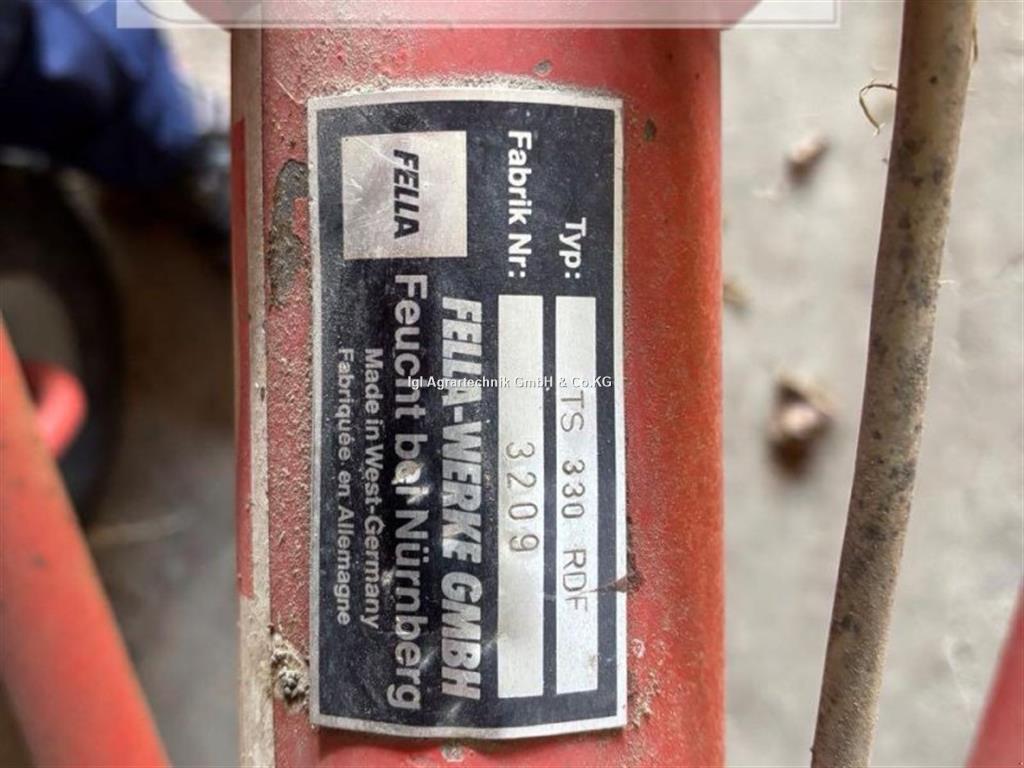 Typ: TS 330 RDF
Fabrik Nr: 3209
FELLA
FELLA-WERKE GMBH
Feucht bei Nürnberg
Made in West-Germany
Fabriquée en Allemagne
Igl Agrartechnik GmbH & Co.KG